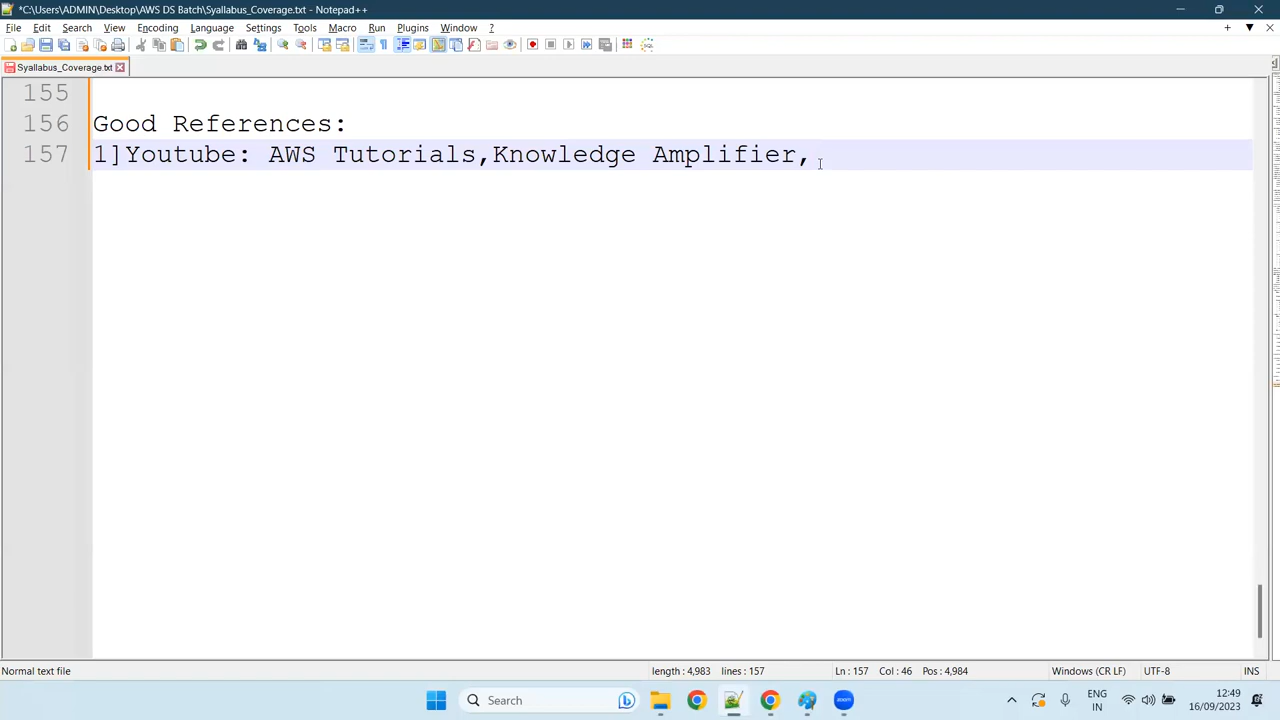 *C:\Users\ADMIN\Desktop\AWS DS Batch\Syallabus_Coverage.txt - Notepad++
File Edit Search View Encoding Language Settings Tools Macro Run Plugins Window ?
Syallabus_Coverage.txt
155
156 Good References:
157 1]Youtube: AWS Tutorials,Knowledge Amplifier,
Normal text file length : 4,983 lines : 157 Ln : 157 Col : 46 Pos : 4,984 Windows (CR LF) UTF-8 INS
Search zoom ENG 12:49
IN 16/09/2023